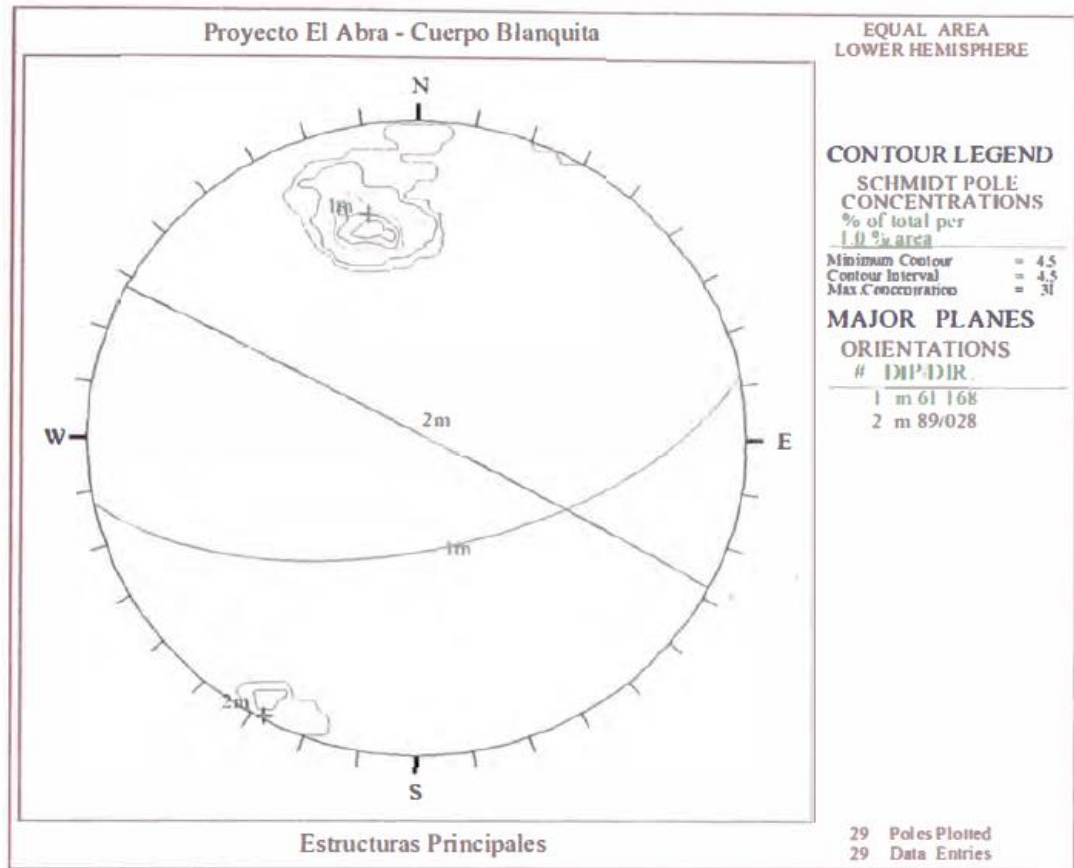 Proyecto El Abra - Cuerpo Blanquita
EQUAL AREA
LOWER HEMISPHERE
N
CONTOUR LEGEND
SCHMIDT POLE
CONCENTRATIONS
% of total per
1.0 % area
Minimum Contour = 4.5
Contour Interval = 4.5
Max.Concentration = 31
MAJOR PLANES
ORIENTATIONS
# DIP/DIR.
1 m 61 168
2 m 89/028
1m
2m
W
E
1m
2m
S
Estructuras Principales
29 Poles Plotted
29 Data Entries